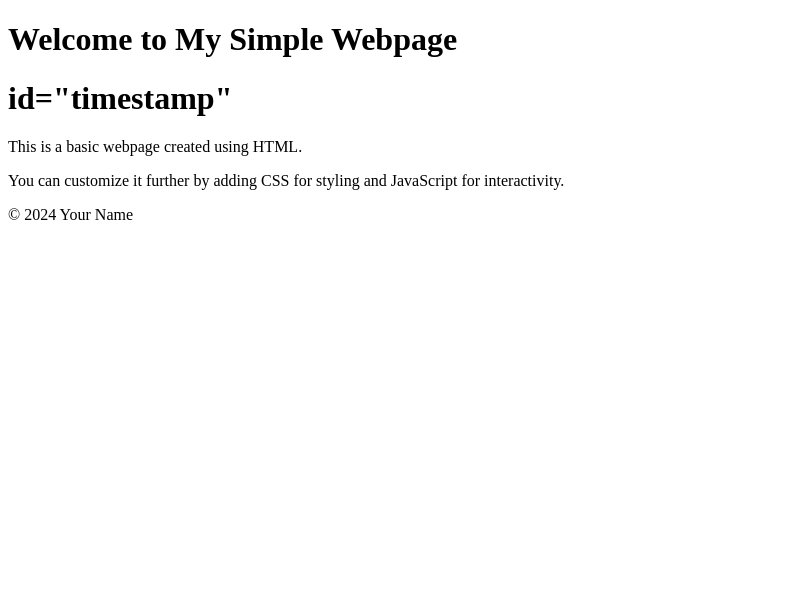 Welcome to My Simple Webpage
id="timestamp"
This is a basic webpage created using HTML.
You can customize it further by adding CSS for styling and JavaScript for interactivity.
© 2024 Your Name